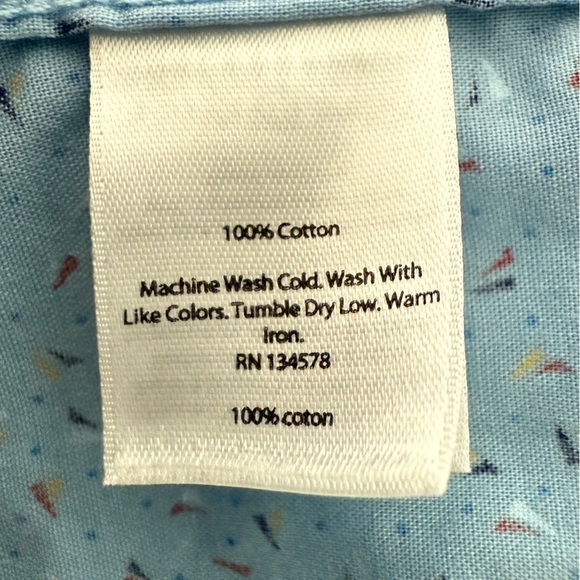 100% Cotton
Machine Wash Cold. Wash With
Like Colors. Tumble Dry Low. Warm
Iron.
RN 134578
100% coton